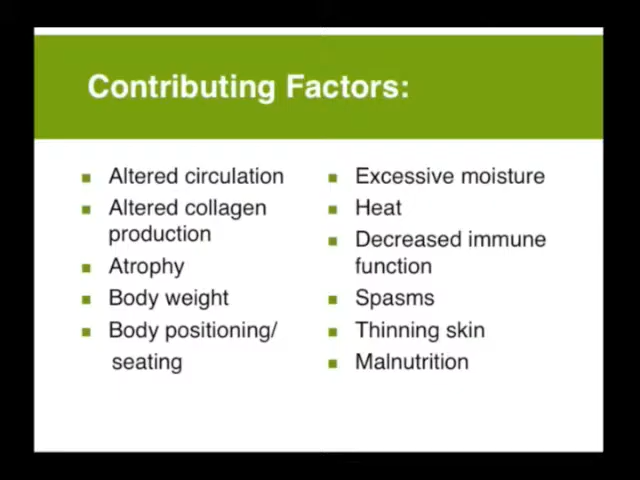 Contributing Factors:
Altered circulation
Altered collagen
production
Atrophy
Body weight
Body positioning/
seating
Excessive moisture
Heat
Decreased immune
function
Spasms
Thinning skin
Malnutrition